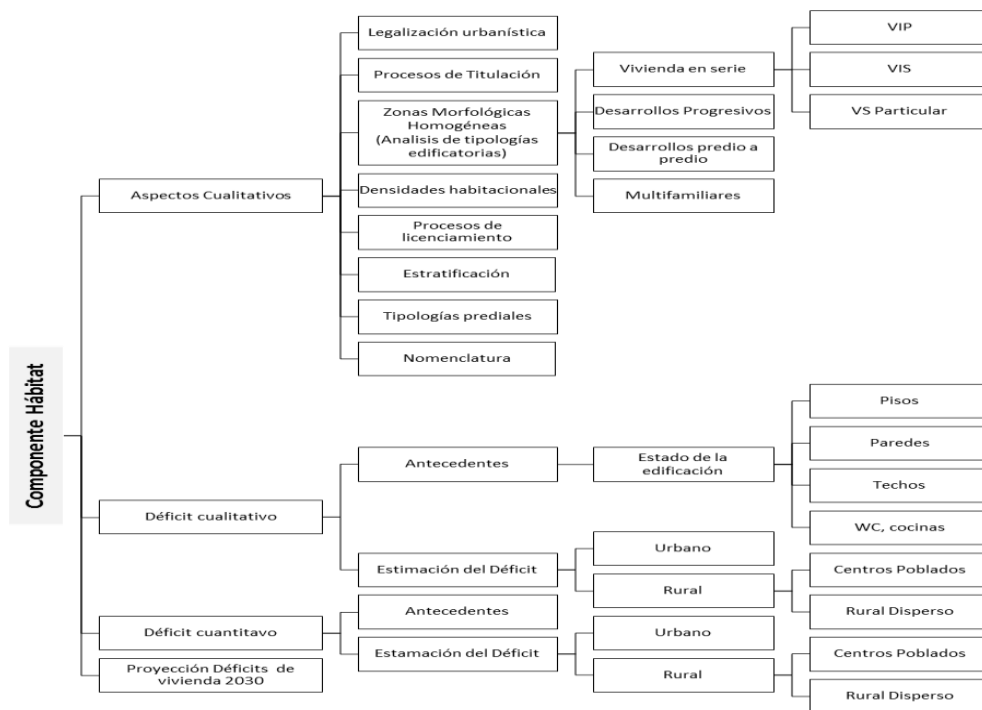 Componente Hábitat
Aspectos Cualitativos
Legalización urbanística
Procesos de Titulación
Zonas Morfológicas
Homogéneas
(Analisis de tipologías
edificatorias)
Vivienda en serie
VIP
VIS
VS Particular
Desarrollos Progresivos
Desarrollos predio a
predio
Multifamiliares
Densidades habitacionales
Procesos de
licenciamiento
Estratificación
Tipologías prediales
Nomenclatura
Déficit cualitativo
Antecedentes
Estado de la
edificación
Pisos
Paredes
Techos
WC, cocinas
Estimación del Déficit
Urbano
Rural
Centros Poblados
Rural Disperso
Déficit cuantitavo
Antecedentes
Estamación del Déficit
Urbano
Rural
Centros Poblados
Rural Disperso
Proyección Déficits de
vivienda 2030